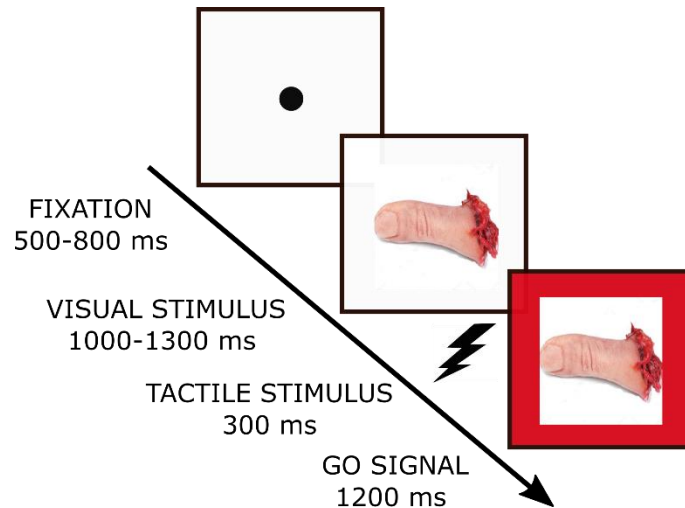 FIXATION
500-800 ms
VISUAL STIMULUS
1000-1300 ms
TACTILE STIMULUS
300 ms
GO SIGNAL
1200 ms